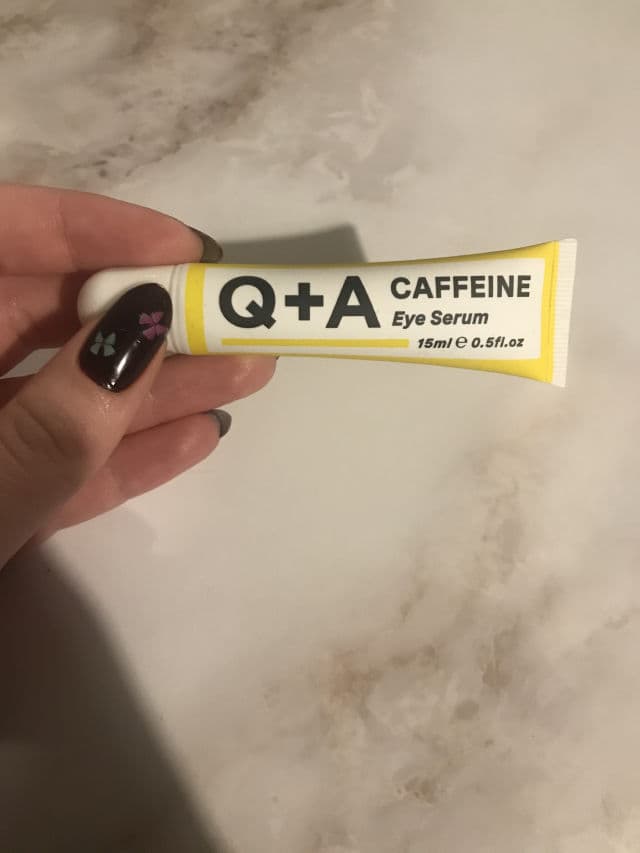 Q+A
CAFFEINE
Eye Serum
15ml ℮ 0.5fl.oz